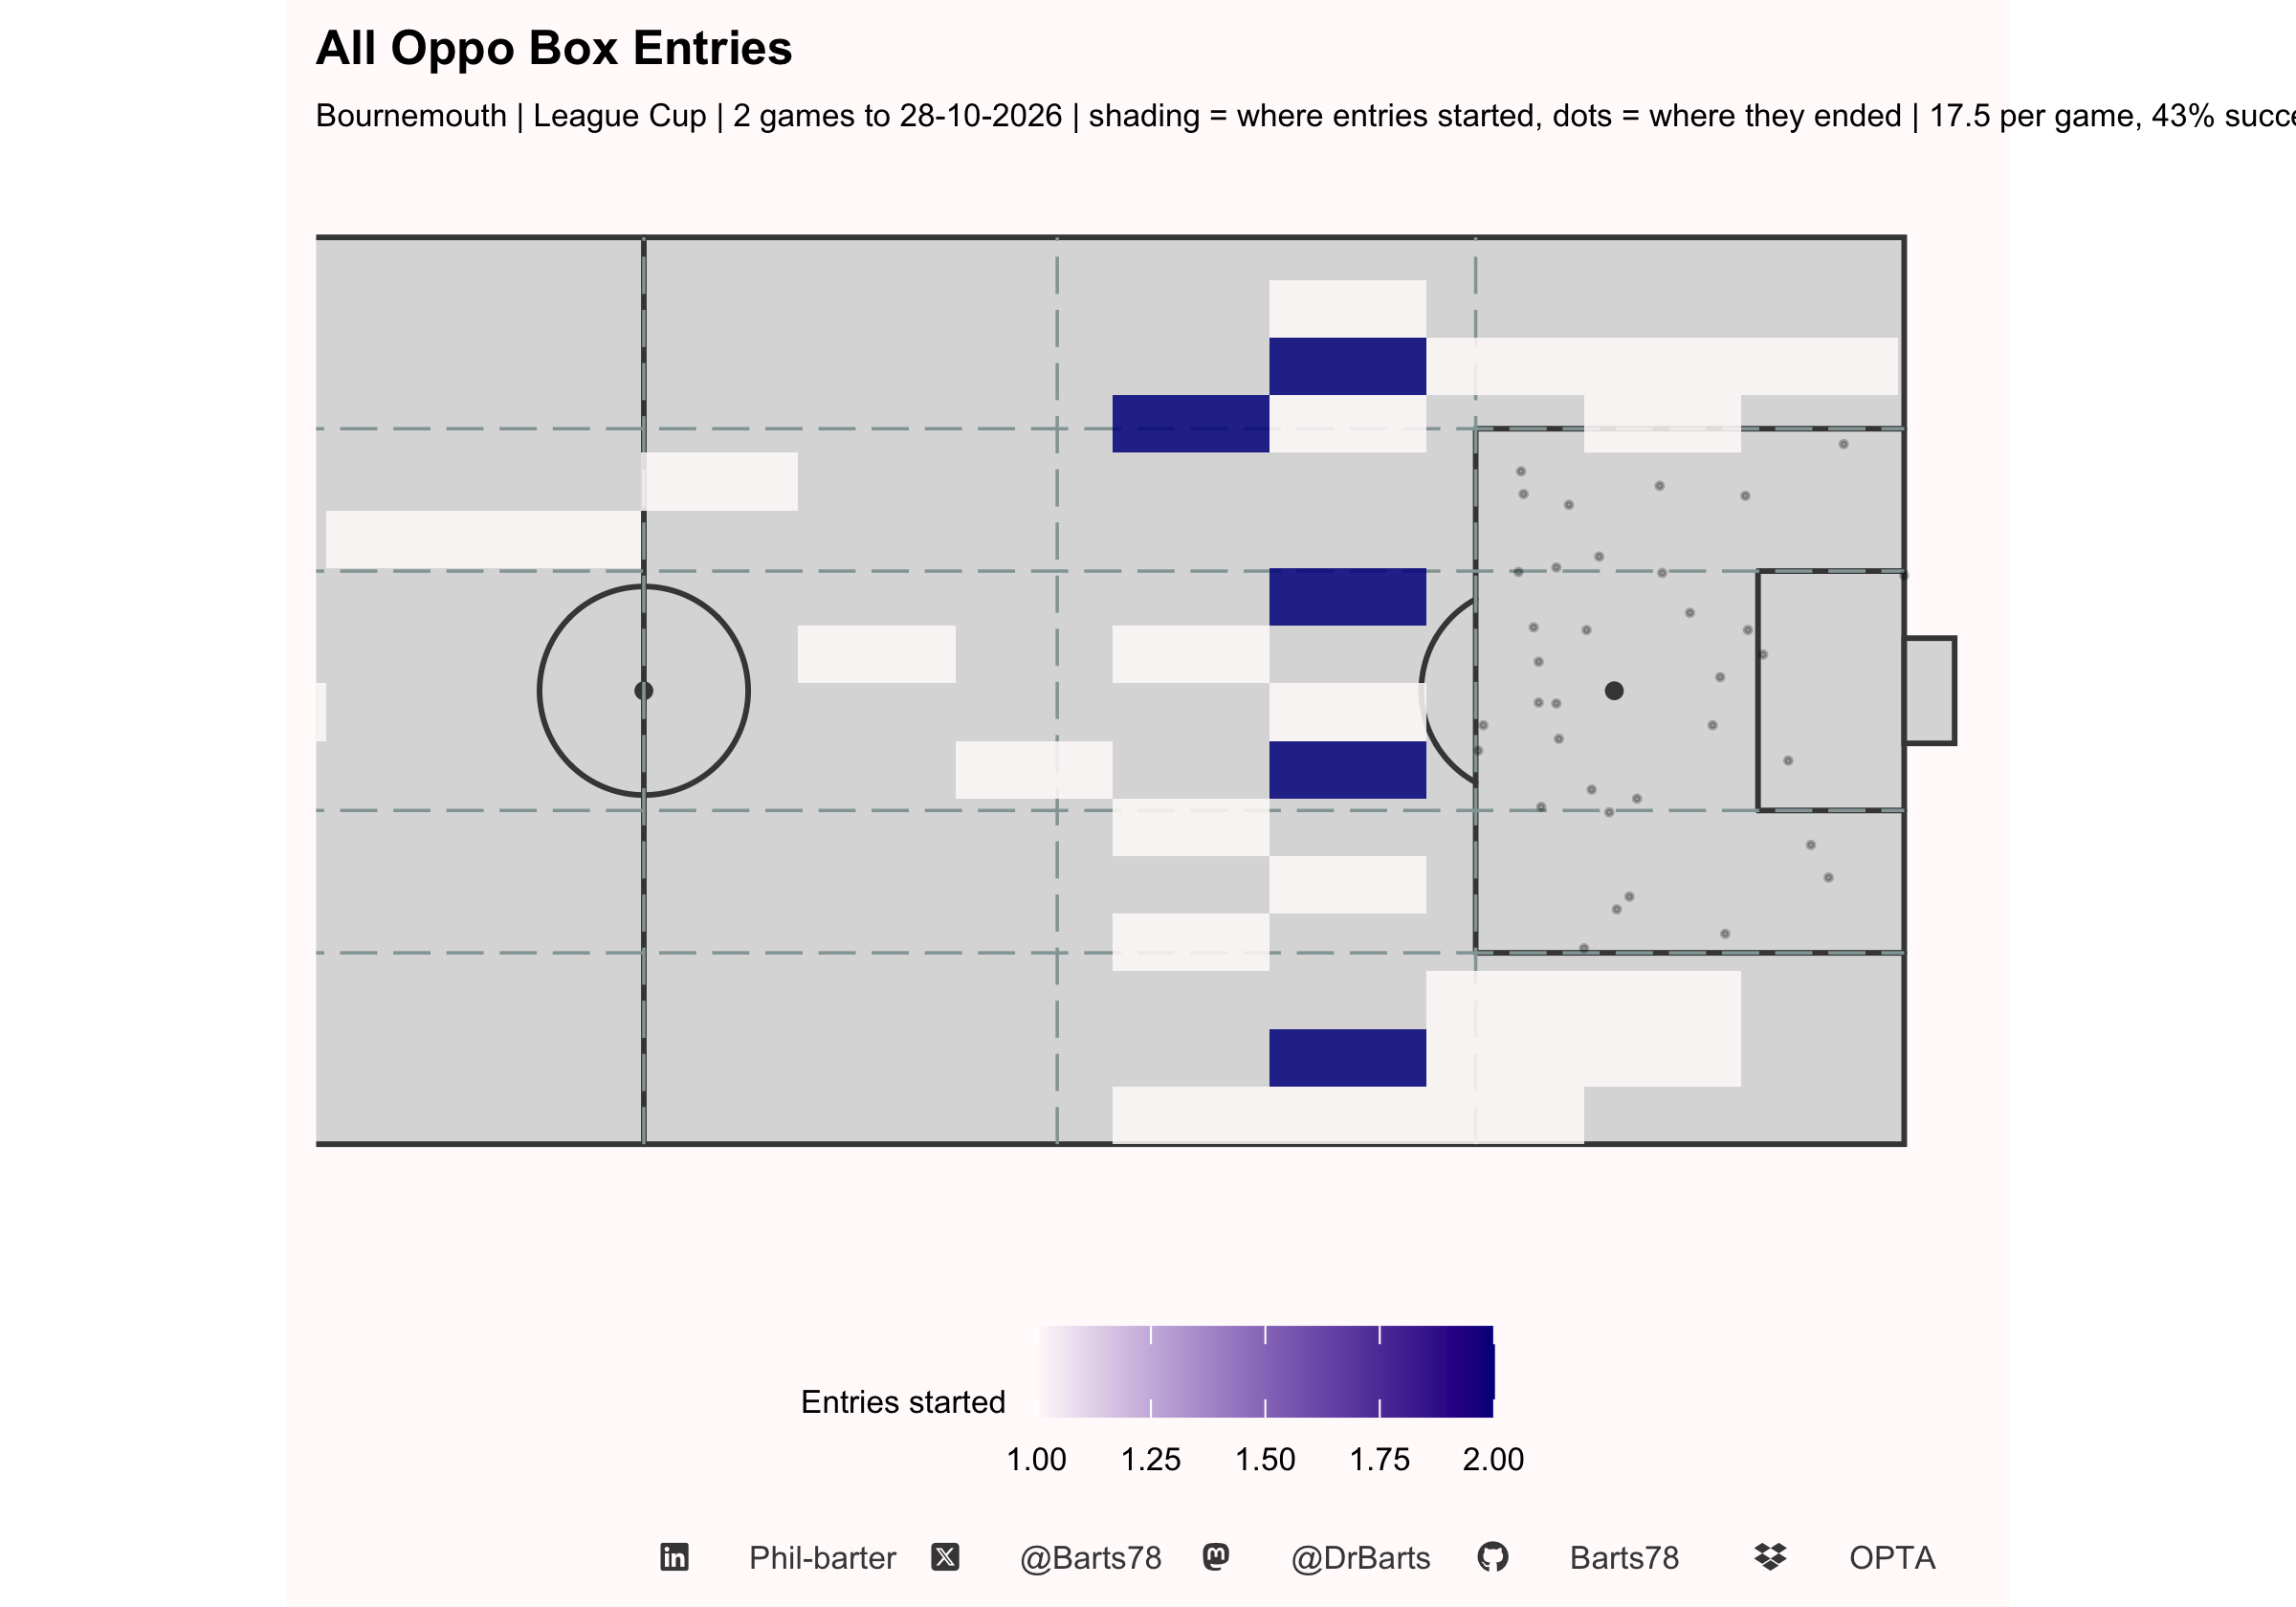 All Oppo Box Entries
Bournemouth | League Cup | 2 games to 28-10-2026 | shading = where entries started, dots = where they ended | 17.5 per game, 43%
Entries started
1.00 1.25 1.50 1.75 2.00
Phil-barter @Barts78 @DrBarts Barts78 OPTA